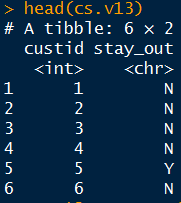 > head(cs.v13)
# A tibble: 6 × 2
custid stay_out
<int> <chr>
1 1 N
2 2 N
3 3 N
4 4 N
5 5 Y
6 6 N